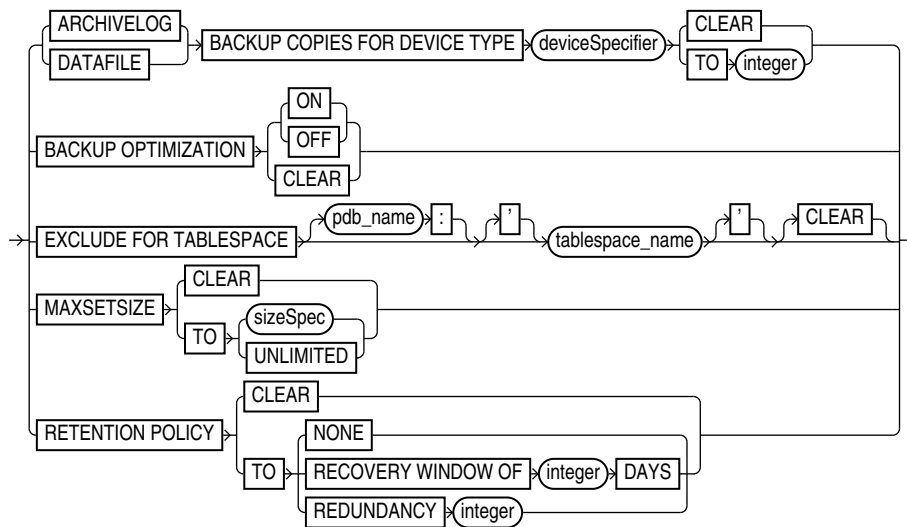 ARCHIVELOG
DATAFILE
BACKUP COPIES FOR DEVICE TYPE
deviceSpecifier
CLEAR
TO
integer
BACKUP OPTIMIZATION
ON
OFF
CLEAR
EXCLUDE FOR TABLESPACE
pdb_name
:
’
tablespace_name
’
CLEAR
MAXSETSIZE
CLEAR
TO
sizeSpec
UNLIMITED
RETENTION POLICY
CLEAR
TO
NONE
RECOVERY WINDOW OF
integer
DAYS
REDUNDANCY
integer